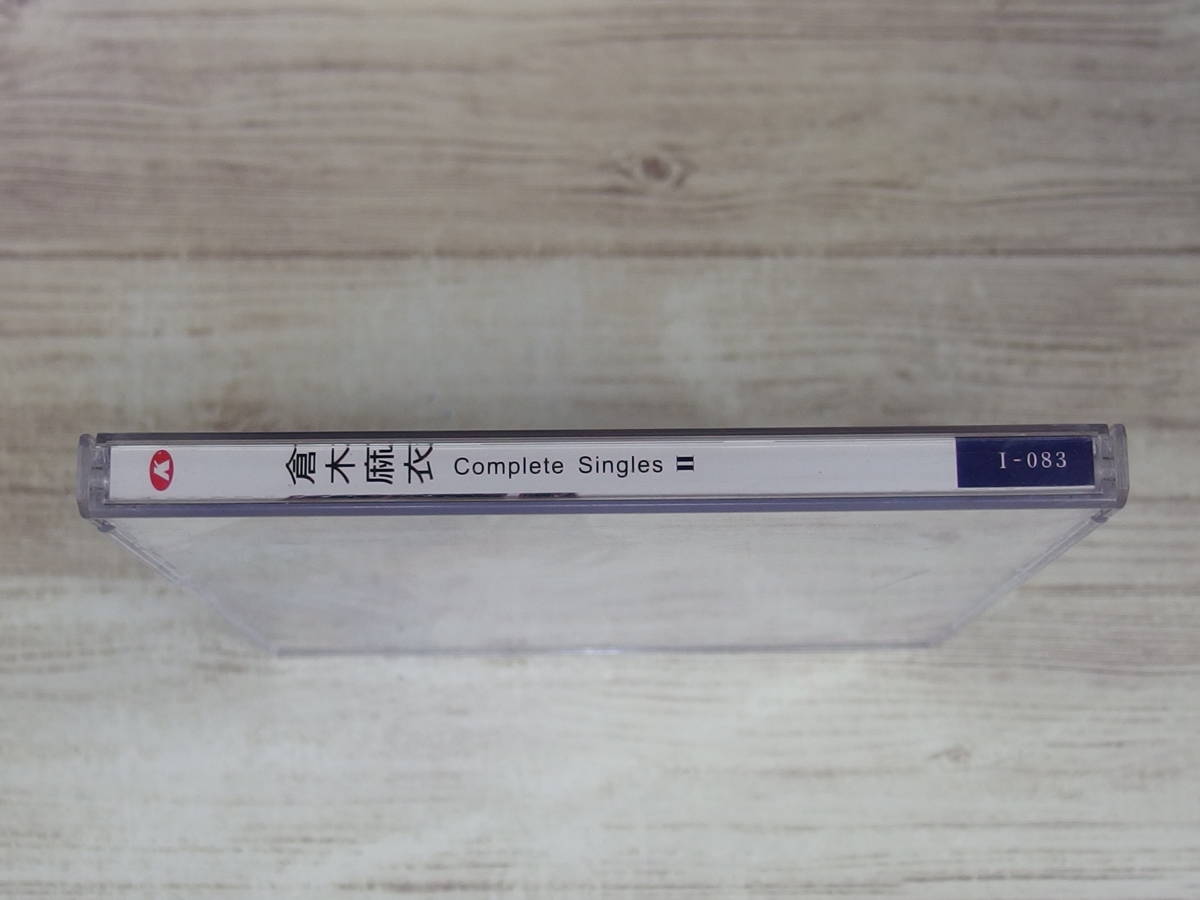 倉木麻衣 Complete Singles II
I-083